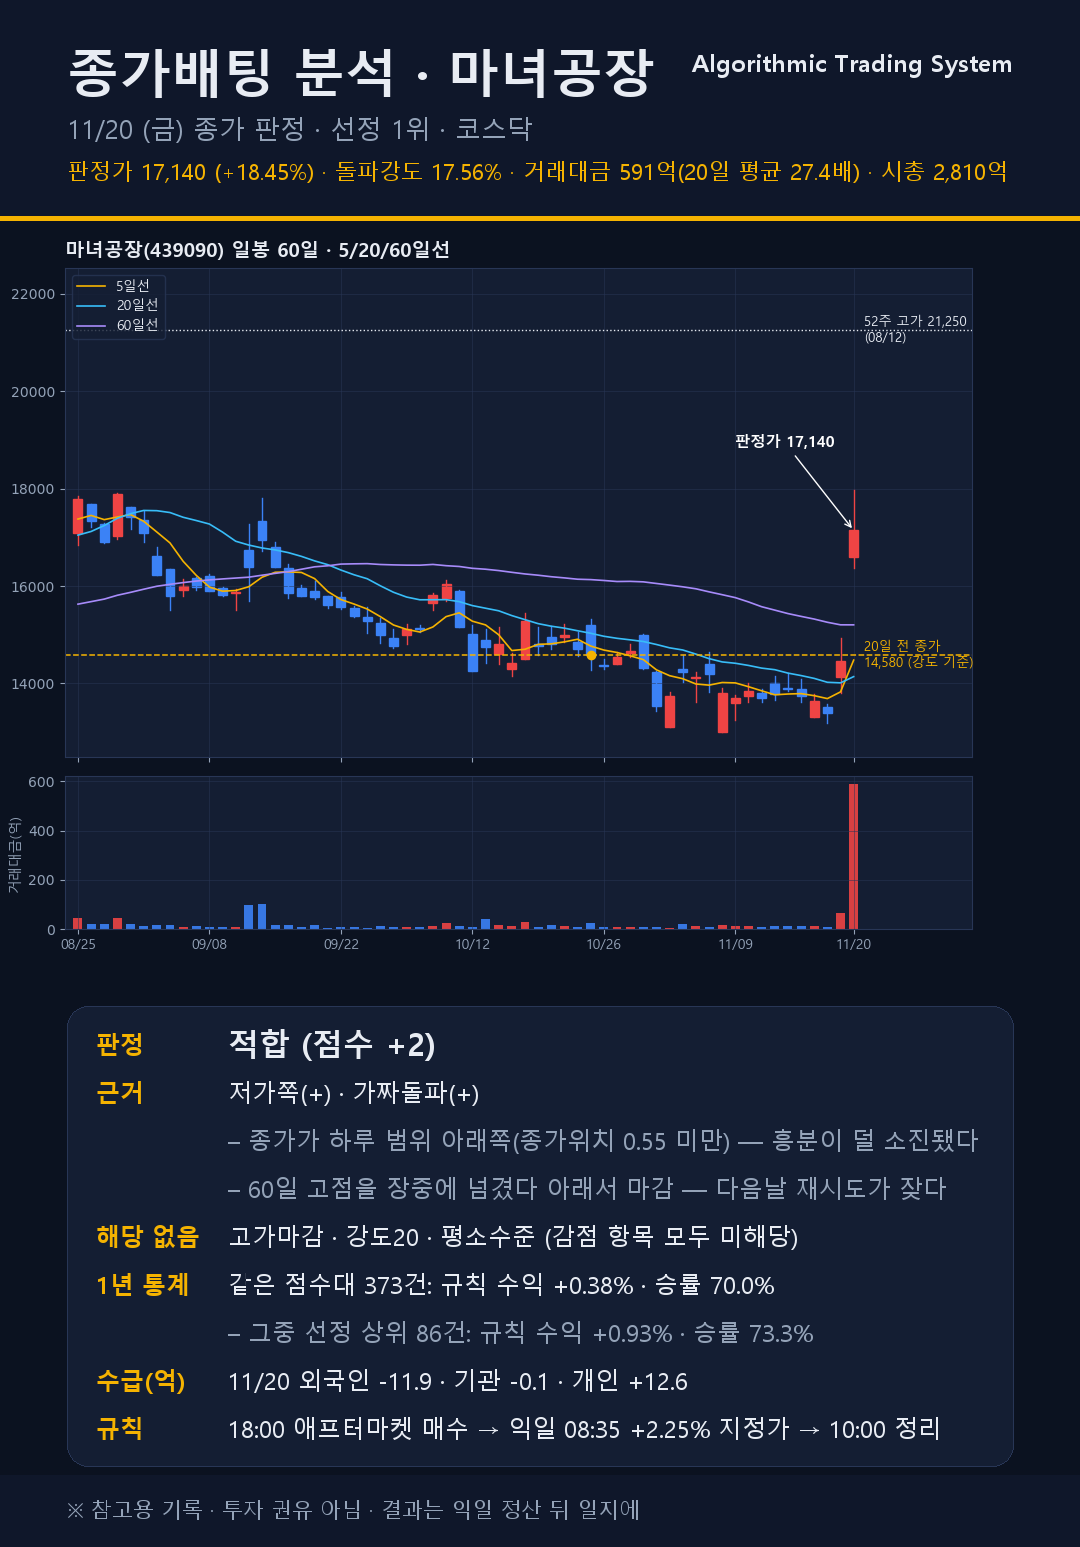 종가배팅 분석 · 마녀공장
Algorithmic Trading System
11/20 (금) 종가 판정 · 선정 1위 · 코스닥
판정가 17,140 (+18.45%) · 돌파강도 17.56% · 거래대금 591억(20일 평균 27.4배) · 시총 2,810억
마녀공장(439090) 일봉 60일 · 5/20/60일선
5일선
20일선
60일선
22000
20000
18000
16000
14000
52주 고가 21,250
(08/12)
판정가 17,140
20일 전 종가
14,580 (강도 기준)
거래대금(억)
600
400
200
0
08/25
09/08
09/22
10/12
10/26
11/09
11/20
판정 적합 (점수 +2)
근거 저가쪽(+) · 가짜돌파(+)
– 종가가 하루 범위 아래쪽(종가위치 0.55 미만) — 흥분이 덜 소진됐다
– 60일 고점을 장중에 넘겼다 아래서 마감 — 다음날 재시도가 잦다
해당 없음 고가마감 · 강도20 · 평소수준 (감점 항목 모두 미해당)
1년 통계 같은 점수대 373건: 규칙 수익 +0.38% · 승률 70.0%
– 그중 선정 상위 86건: 규칙 수익 +0.93% · 승률 73.3%
수급(억) 11/20 외국인 -11.9 · 기관 -0.1 · 개인 +12.6
규칙 18:00 애프터마켓 매수 → 익일 08:35 +2.25% 지정가 → 10:00 정리
※ 참고용 기록 · 투자 권유 아님 · 결과는 익일 정산 뒤 일지에